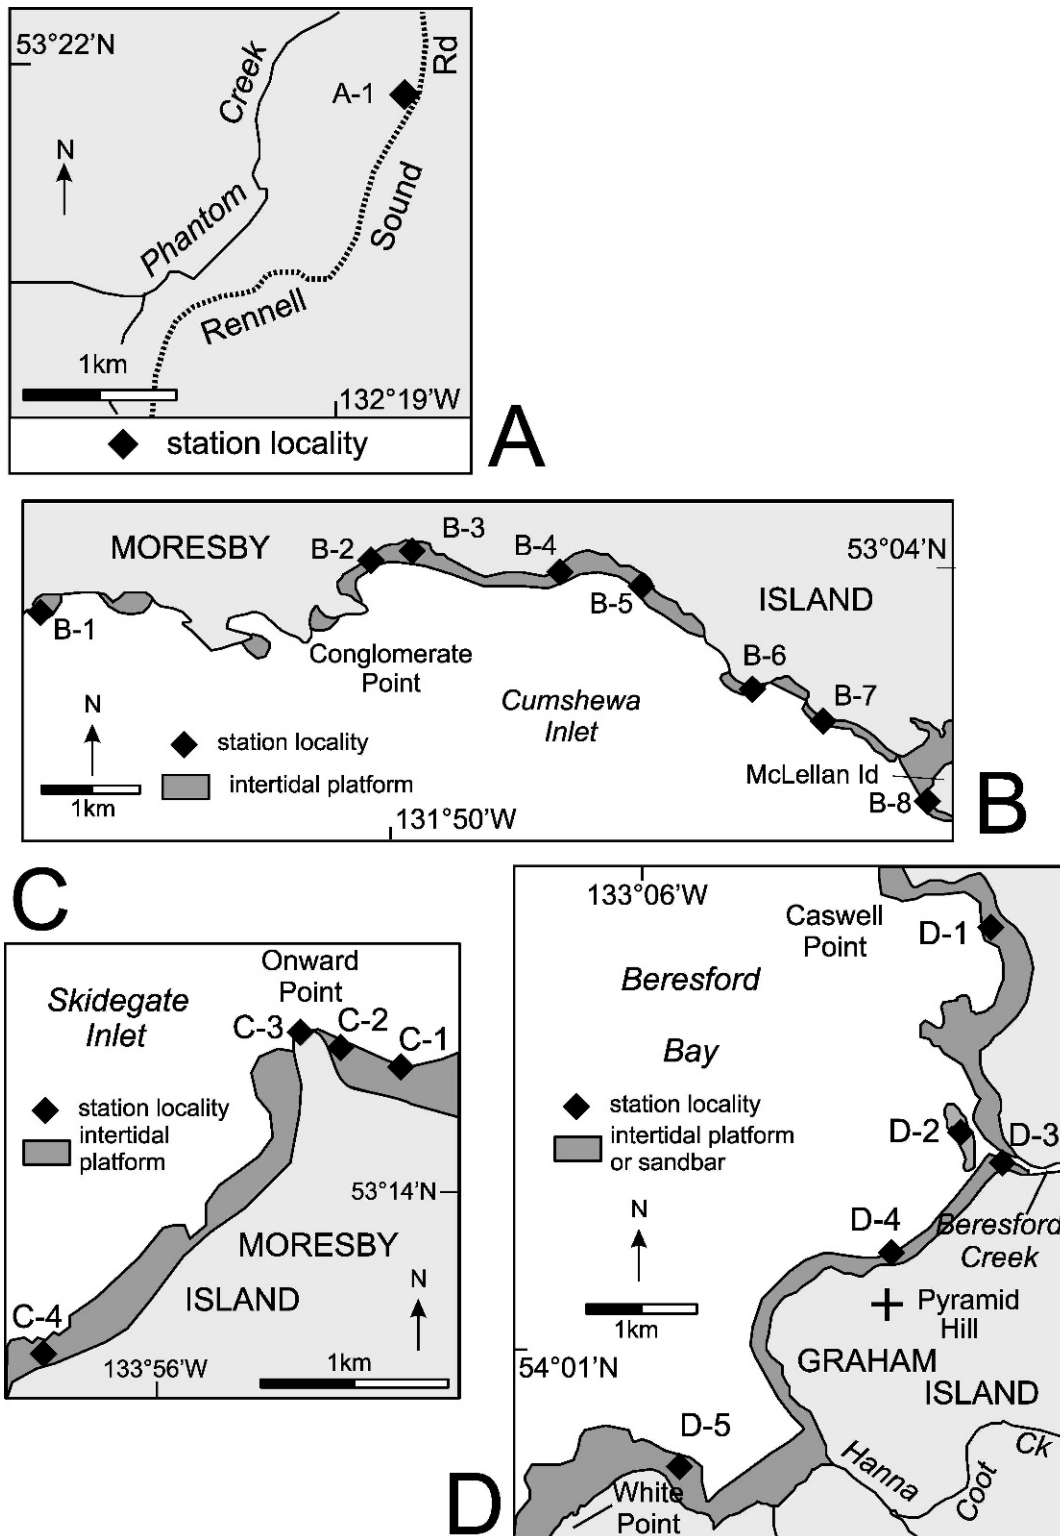 53°22'N
Creek
Rd
A-1
N
Sound
Phantom
Rennell
1km
132°19'W
station locality
A
MORESBY
B-2
B-3
B-4
53°04'N
B-1
B-5
ISLAND
Conglomerate
Point
B-6
N
Cumshewa
Inlet
B-7
station locality
McLellan Id
intertidal platform
1km
B-8
131°50'W
B
C
Onward
Point
Skidegate
Inlet
C-3
C-2
C-1
station locality
intertidal
platform
53°14'N
MORESBY
ISLAND
N
C-4
133°56'W
1km
133°06'W
Caswell
Point
D-1
Beresford
Bay
station locality
D-2
D-3
intertidal platform
or sandbar
N
D-4
Beresford
Creek
1km
Pyramid
Hill
54°01'N
GRAHAM
ISLAND
D-5
Hanna
Coot
Ck
White
Point
D